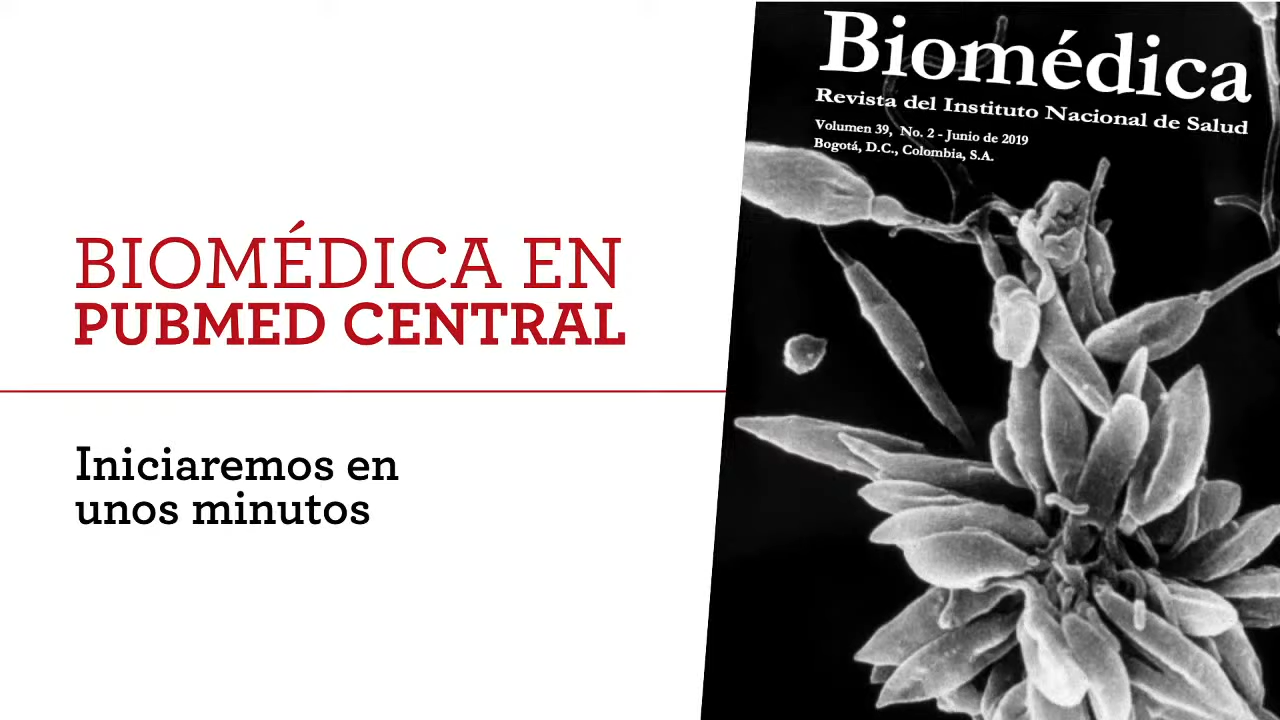 BIOMÉDICA EN
PUBMED CENTRAL
Iniciaremos en
unos minutos
Biomédica
Revista del Instituto Nacional de Salud
Volumen 39, No. 2 - Junio de 2019
Bogotá, D.C., Colombia, S.A.